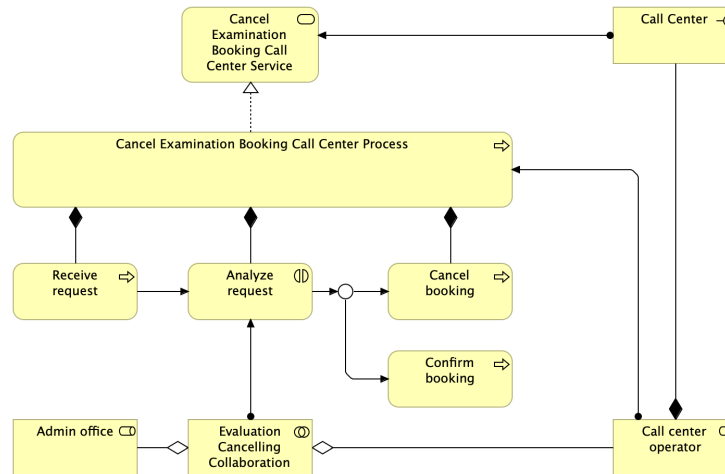 Cancel
Examination
Booking Call
Center Service
Call Center
Cancel Examination Booking Call Center Process
Receive
request
Analyze
request
Cancel
booking
Confirm
booking
Admin office
Evaluation
Cancelling
Collaboration
Call center
operator